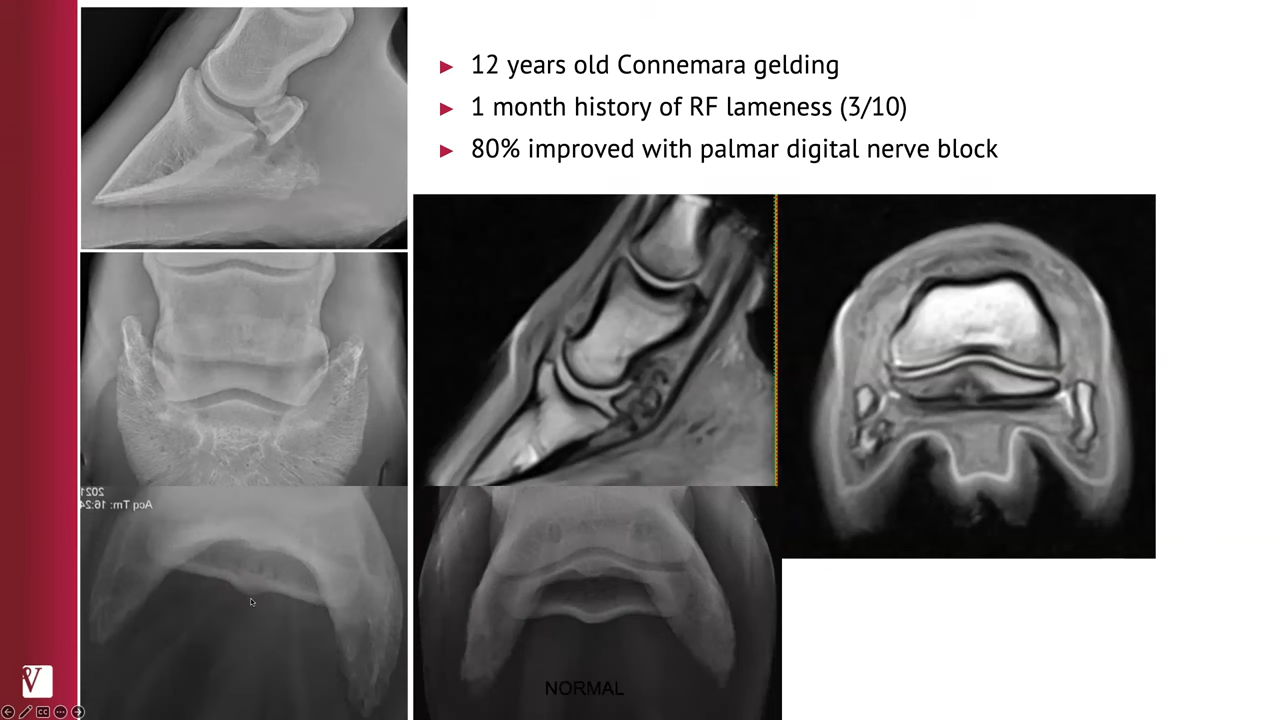 12 years old Connemara gelding
1 month history of RF lameness (3/10)
80% improved with palmar digital nerve block
2021
Acq Tm: 16:24
NORMAL